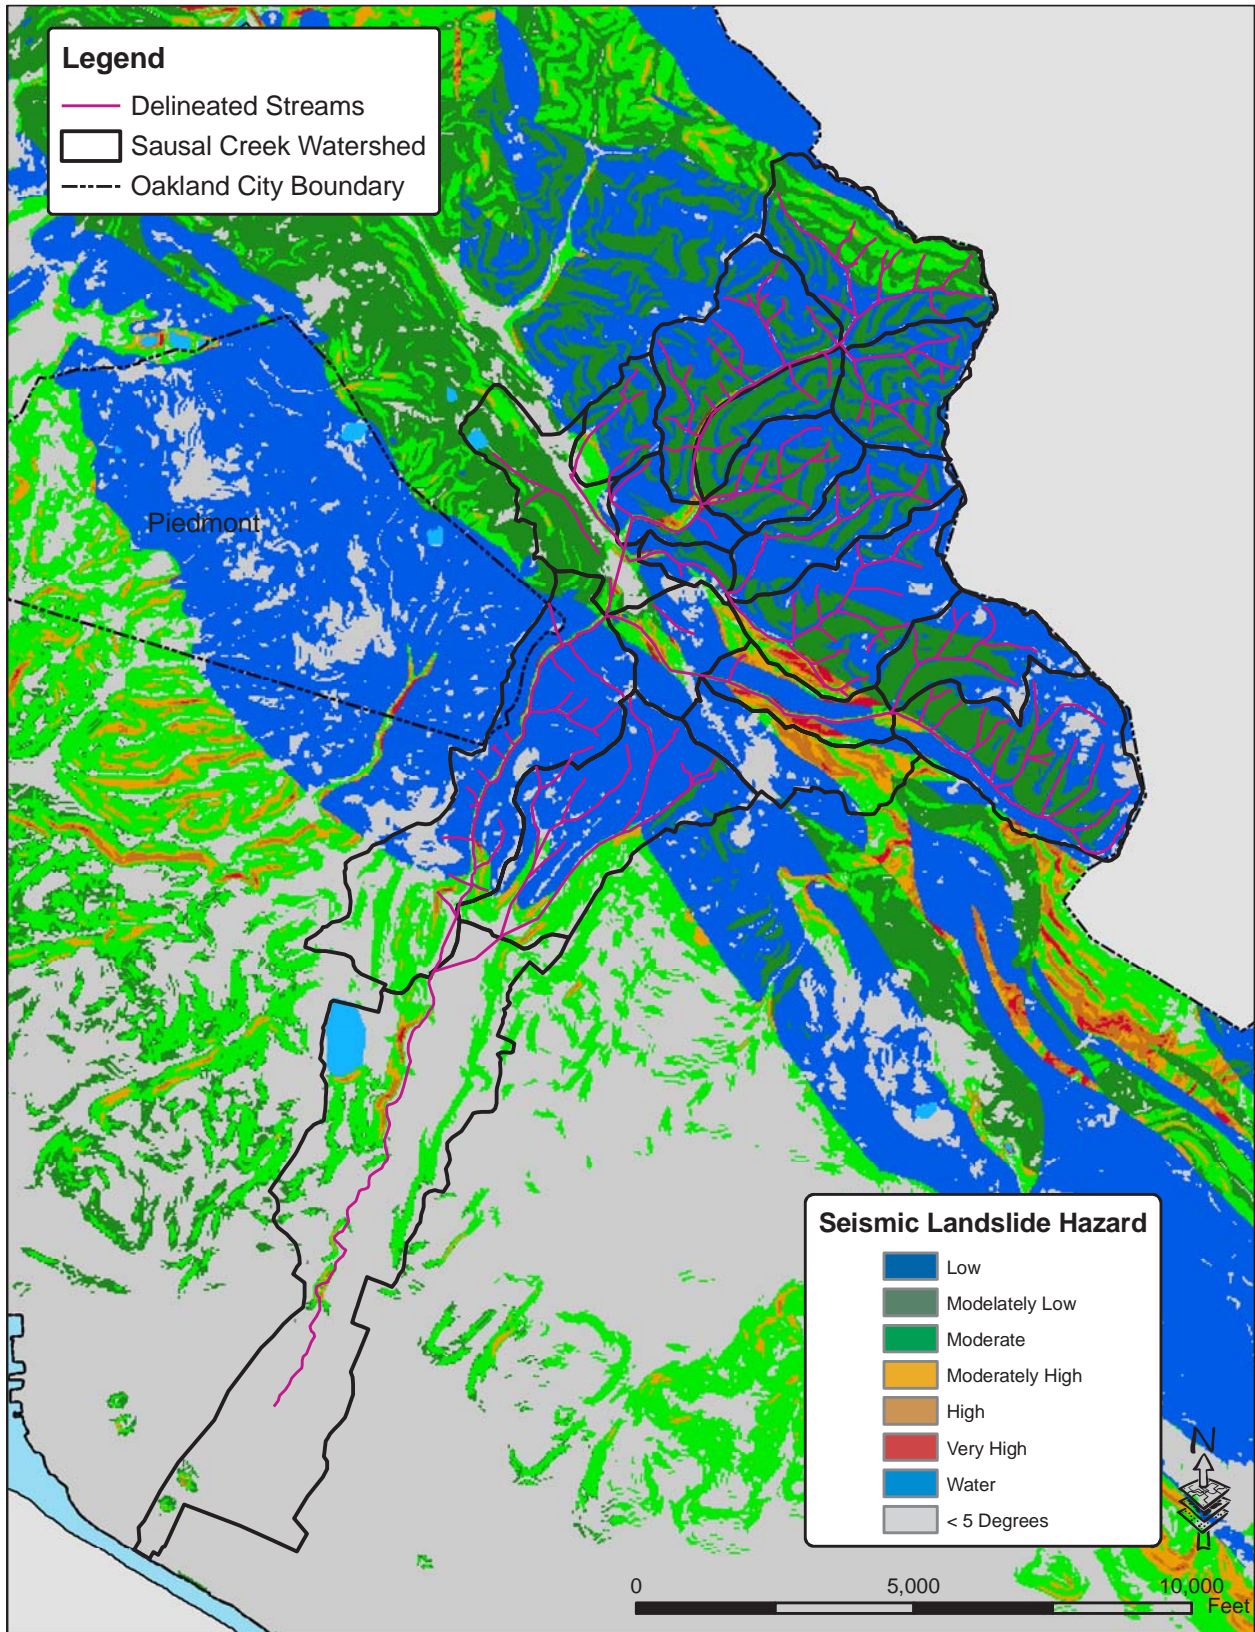 Legend
Delineated Streams
Sausal Creek Watershed
Oakland City Boundary
Piedmont
Seismic Landslide Hazard
Low
Modelately Low
Moderate
Moderately High
High
Very High
Water
< 5 Degrees
N
0 5,000 10,000
Feet